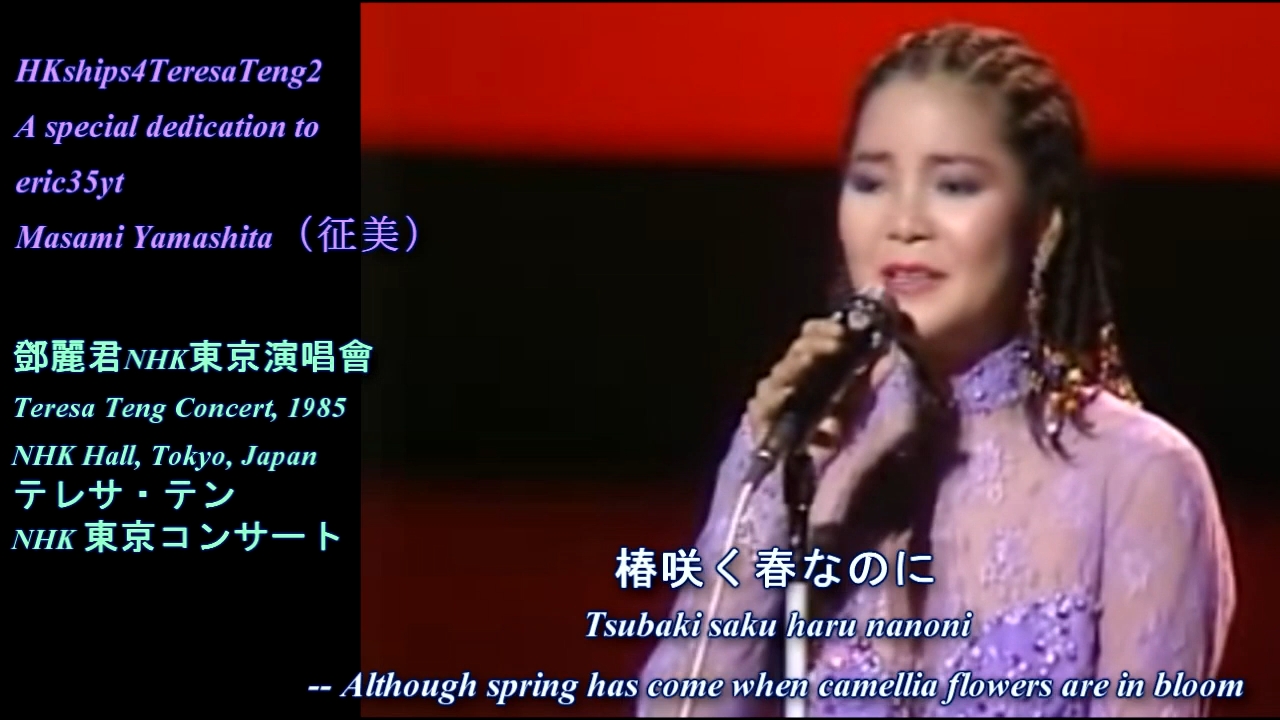 HKships4TeresaTeng2
A special dedication to
eric35yt
Masami Yamashita（征美）
鄧麗君NHK東京演唱會
Teresa Teng Concert, 1985
NHK Hall, Tokyo, Japan
テレサ・テン
NHK 東京コンサート
椿咲く春なのに
Tsubaki saku haru nanoni
-- Although spring has come when camellia flowers are in bloom